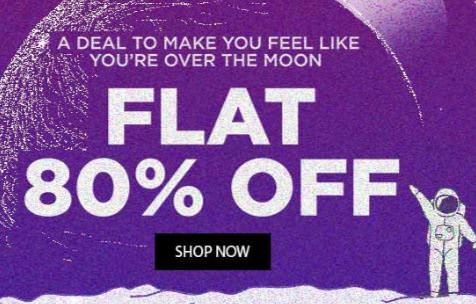 A DEAL TO MAKE YOU FEEL LIKE
YOU'RE OVER THE MOON
FLAT
80% OFF
SHOP NOW